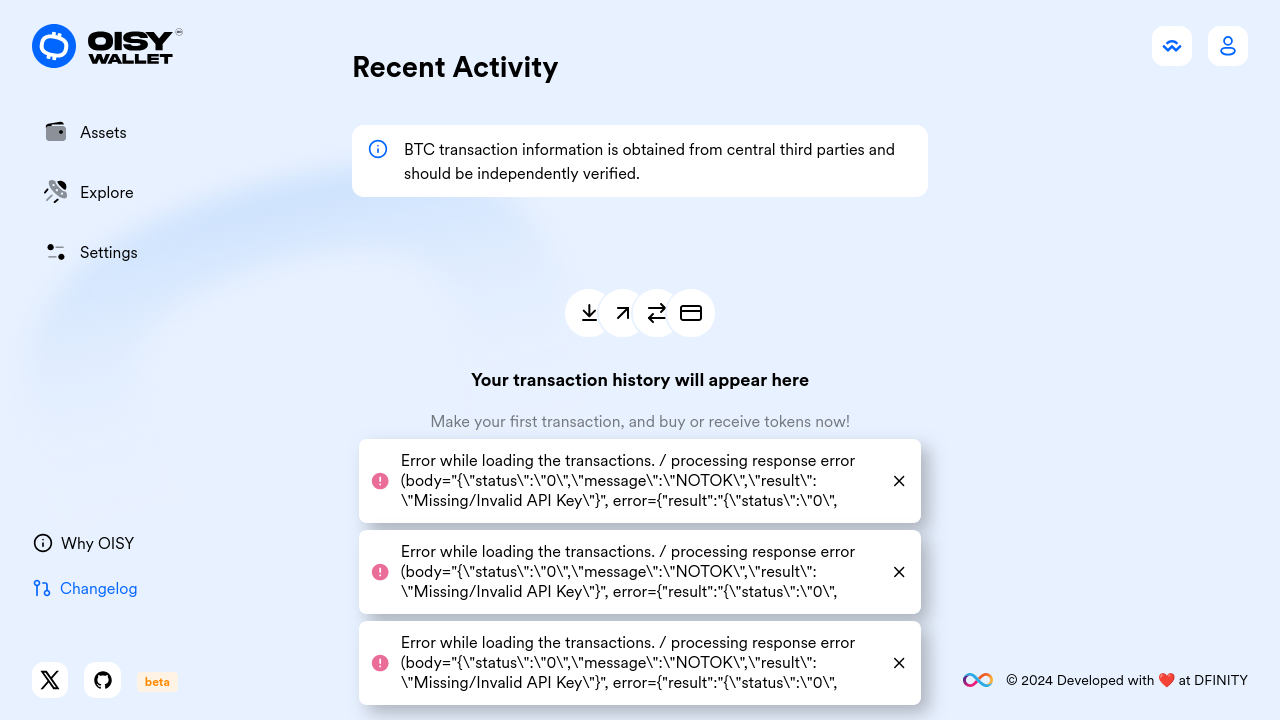 OISY
WALLET
Recent Activity
Assets
Explore
Settings
BTC transaction information is obtained from central third parties and
should be independently verified.
Your transaction history will appear here
Make your first transaction, and buy or receive tokens now!
Error while loading the transactions. / processing response error
(body="{\"status\":\"0\",\"message\":\"NOTOK\",\"result\":
\"Missing/Invalid API Key\"}", error={"result":"{\"status\":\"0\",
Error while loading the transactions. / processing response error
(body="{\"status\":\"0\",\"message\":\"NOTOK\",\"result\":
\"Missing/Invalid API Key\"}", error={"result":"{\"status\":\"0\",
Error while loading the transactions. / processing response error
(body="{\"status\":\"0\",\"message\":\"NOTOK\",\"result\":
\"Missing/Invalid API Key\"}", error={"result":"{\"status\":\"0\",
Why OISY
Changelog
beta
© 2024 Developed with ❤️ at DFINITY